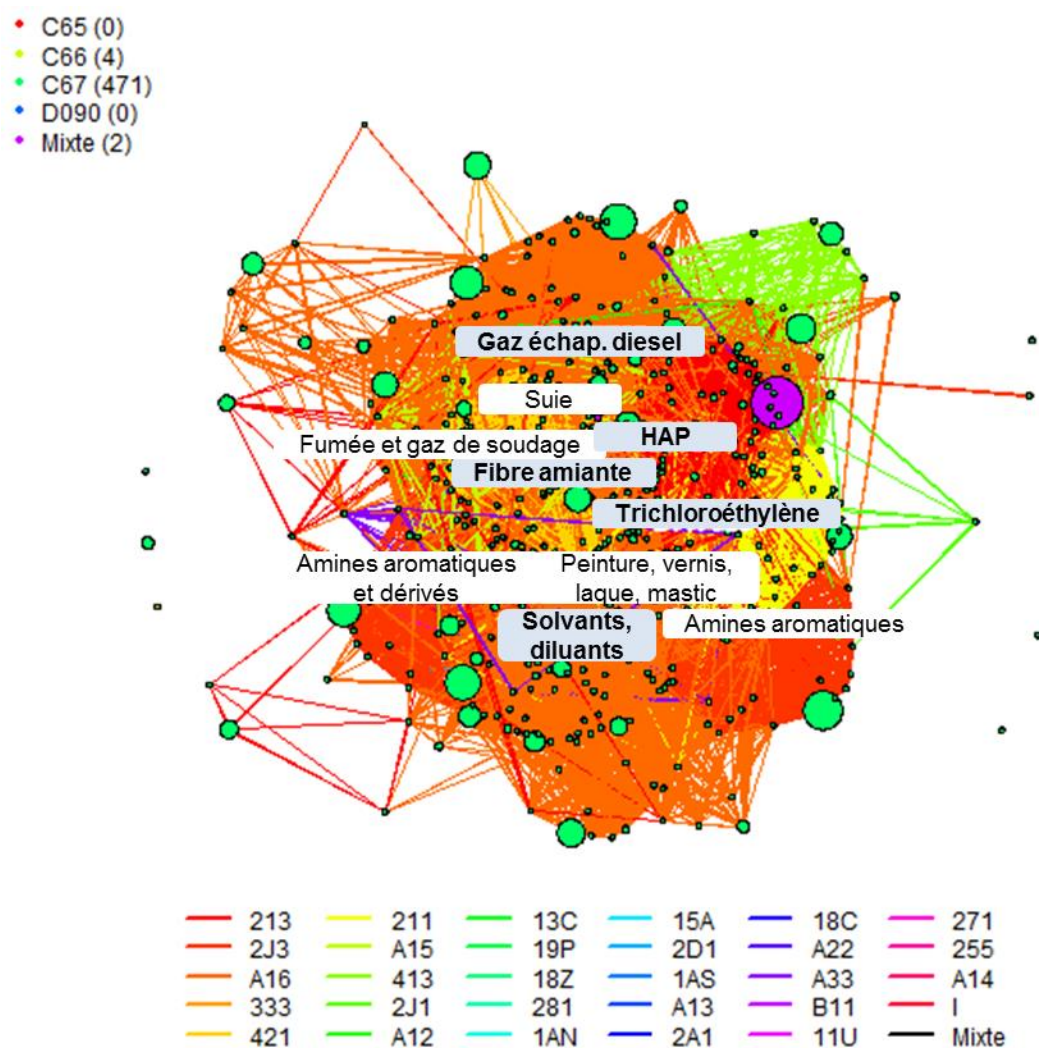 C65 (0)
C66 (4)
C67 (471)
D090 (0)
Mixte (2)
Gaz échap. diesel
Suie
Fumée et gaz de soudage
HAP
Fibre amiante
Trichloroéthylène
Amines aromatiques
et dérivés
Peinture, vernis,
laque, mastic
Solvants,
diluants
Amines aromatiques
213 211 13C 15A 18C 271
2J3 A15 19P 2D1 A22 255
A16 413 18Z 1AS A33 A14
333 2J1 281 A13 B11 I
421 A12 1AN 2A1 11U Mixte